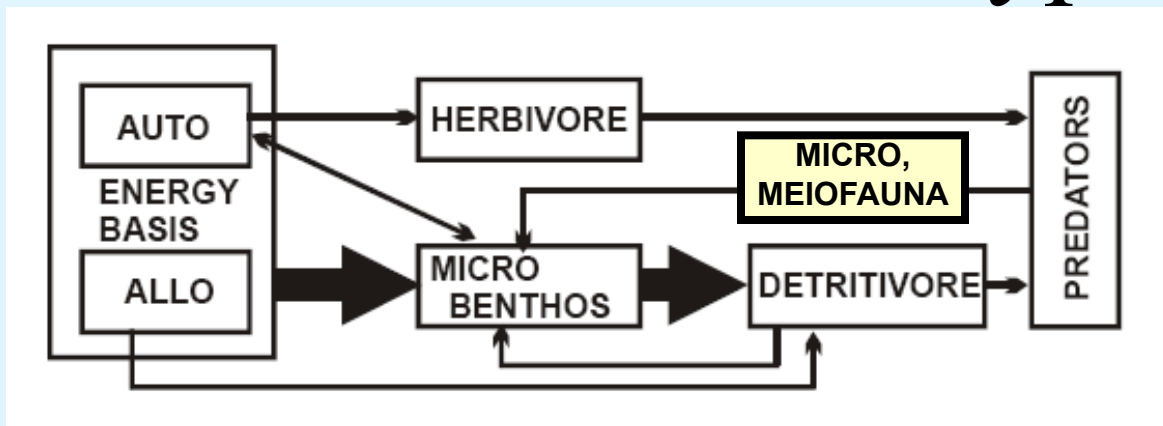 AUTO
ENERGY
BASIS
ALLO
HERBIVORE
MICRO,
MEIOFAUNA
MICRO
BENTHOS
DETRITIVORE
PREDATORS